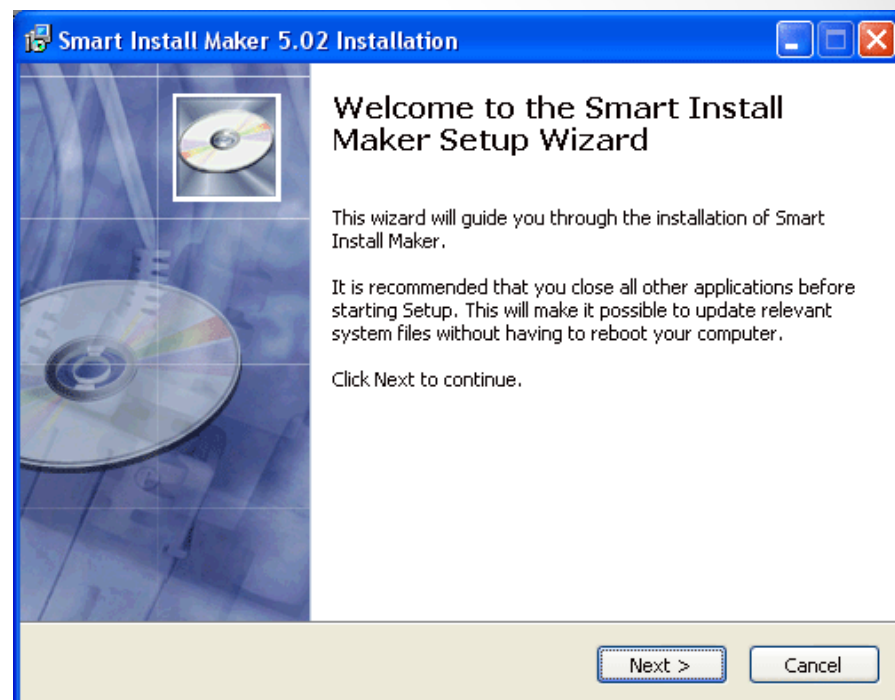 Smart Install Maker 5.02 Installation
Welcome to the Smart Install
Maker Setup Wizard
This wizard will guide you through the installation of Smart
Install Maker.
It is recommended that you close all other applications before
starting Setup. This will make it possible to update relevant
system files without having to reboot your computer.
Click Next to continue.
Next >
Cancel